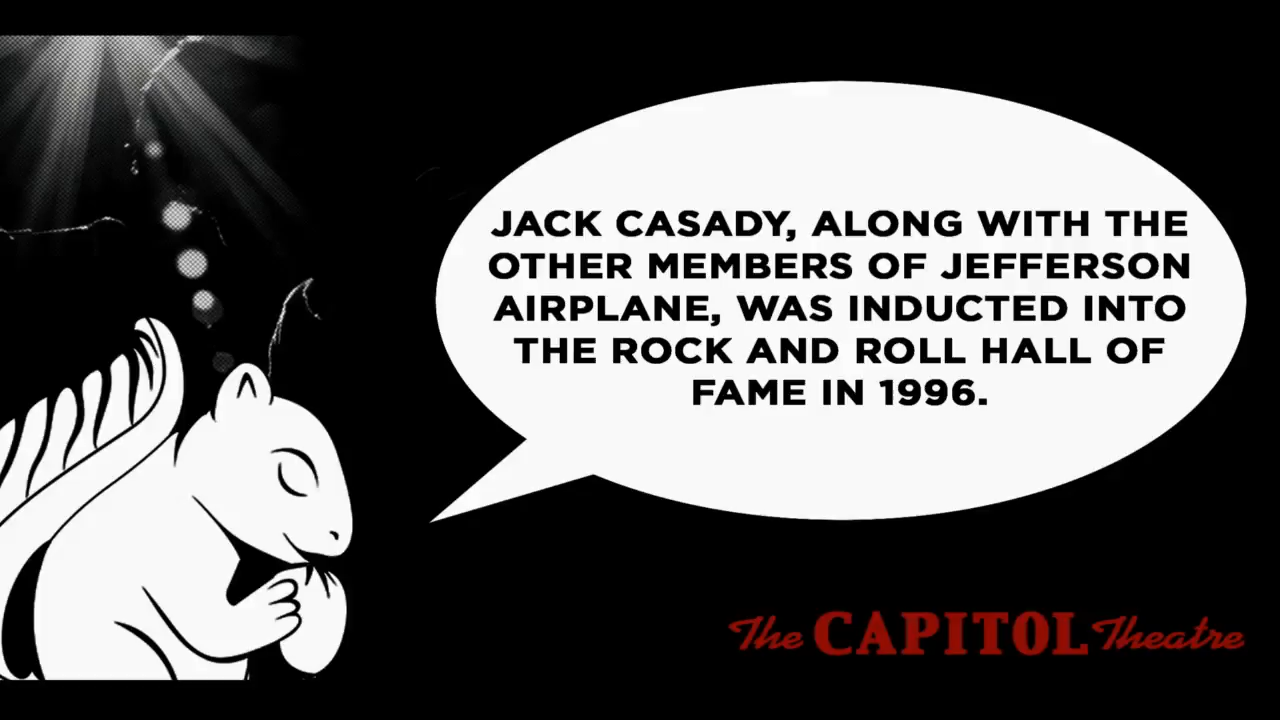 JACK CASADY, ALONG WITH THE
OTHER MEMBERS OF JEFFERSON
AIRPLANE, WAS INDUCTED INTO
THE ROCK AND ROLL HALL OF
FAME IN 1996.
The CAPITOL Theatre